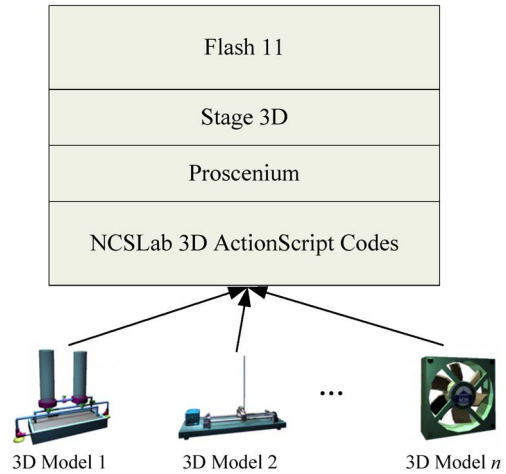 Flash 11
Stage 3D
Proscenium
NCSLab 3D ActionScript Codes
...
3D Model 1
3D Model 2
3D Model n